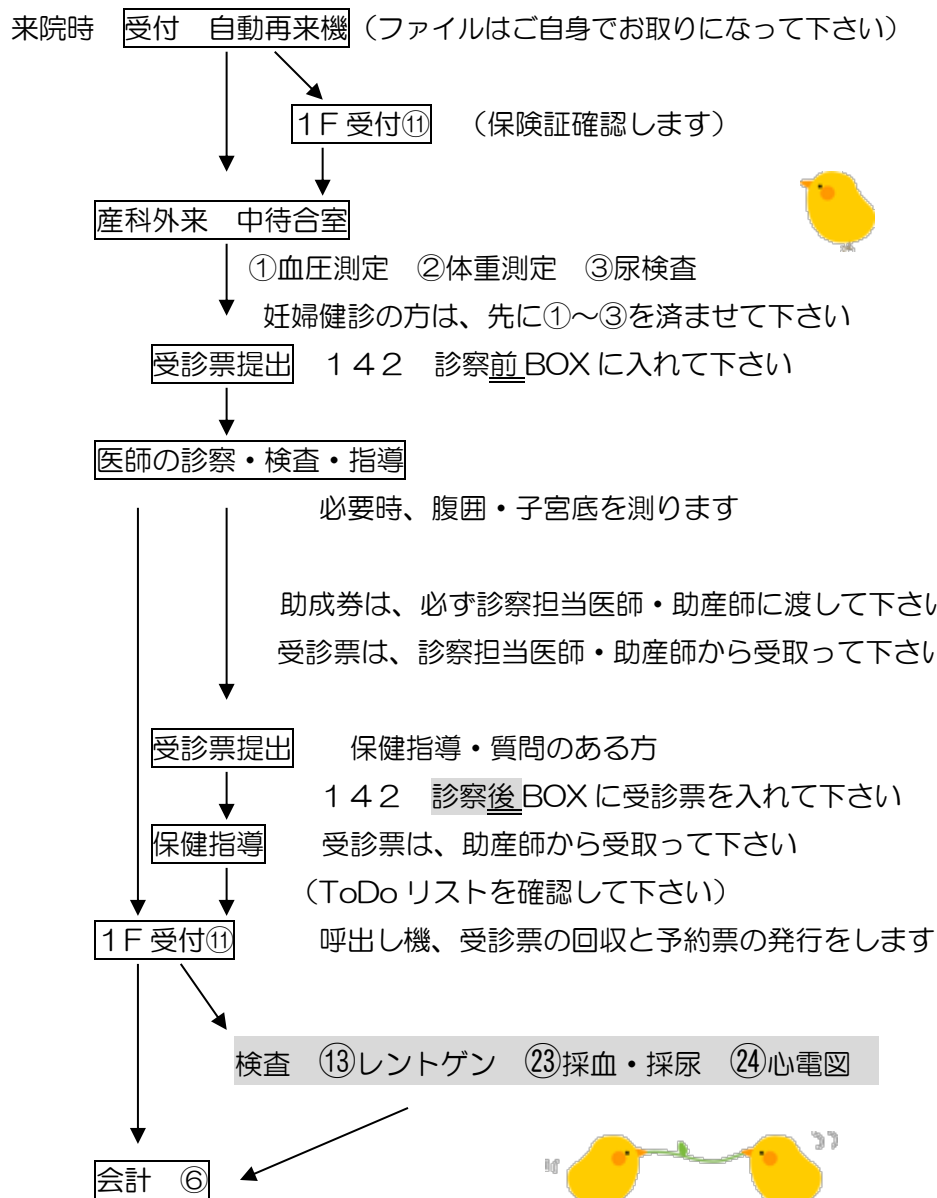 来院時　受付　自動再来機（ファイルはご自身でお取りになって下さい）
1F受付⑪　（保険証確認します）
産科外来　中待合室
①血圧測定　②体重測定　③尿検査
妊婦健診の方は、先に①～③を済ませて下さい
受診票提出　１４２　診察前BOXに入れて下さい
医師の診察・検査・指導
必要時、腹囲・子宮底を測ります
助成券は、必ず診察担当医師・助産師に渡して下さい
受診票は、診察担当医師・助産師から受取って下さい
受診票提出　保健指導・質問のある方
１４２　診察後BOXに受診票を入れて下さい
保健指導　受診票は、助産師から受取って下さい
（ToDoリストを確認して下さい）
1F受付⑪　呼出し機、受診票の回収と予約票の発行をします
検査　⑬レントゲン　㉓採血・採尿　㉔心電図
会計　⑥